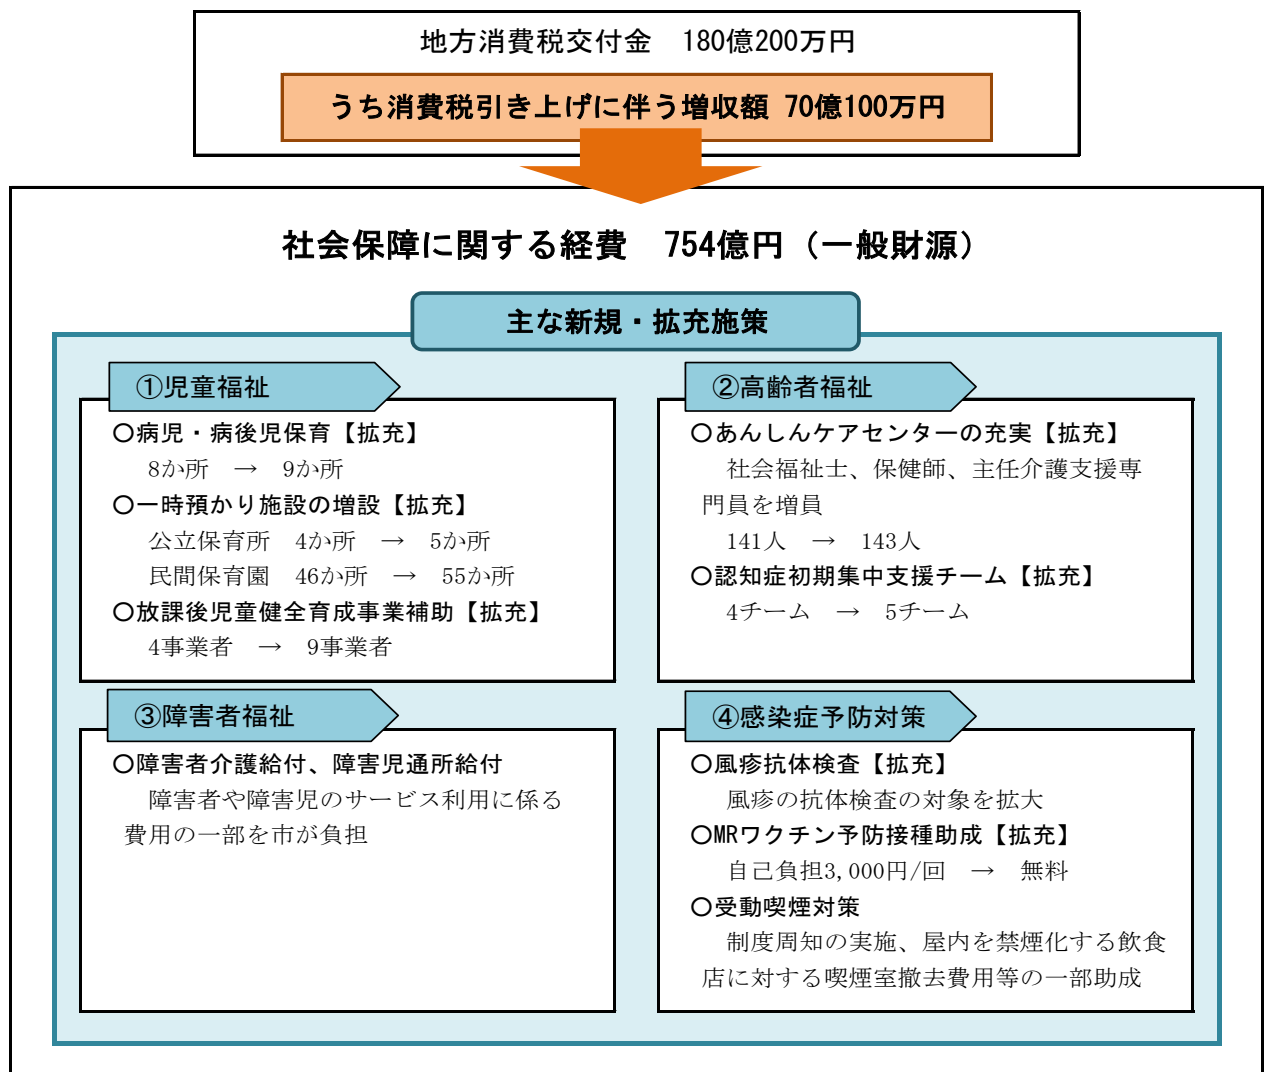 地方消費税交付金　180億200万円
うち消費税引き上げに伴う増収額 70億100万円
社会保障に関する経費　754億円（一般財源）
主な新規・拡充施策
①児童福祉
〇病児・病後児保育【拡充】
8か所　→　9か所
〇一時預かり施設の増設【拡充】
公立保育所　4か所　→　5か所
民間保育園　46か所　→　55か所
〇放課後児童健全育成事業補助【拡充】
4事業者　→　9事業者
②高齢者福祉
〇あんしんケアセンターの充実【拡充】
社会福祉士、保健師、主任介護支援専
門員を増員
141人　→　143人
〇認知症初期集中支援チーム【拡充】
4チーム　→　5チーム
③障害者福祉
〇障害者介護給付、障害児通所給付
障害者や障害児のサービス利用に係る
費用の一部を市が負担
④感染症予防対策
〇風疹抗体検査【拡充】
風疹の抗体検査の対象を拡大
〇MRワクチン予防接種助成【拡充】
自己負担3,000円/回　→　無料
〇受動喫煙対策
制度周知の実施、屋内を禁煙化する飲食
店に対する喫煙室撤去費用等の一部助成